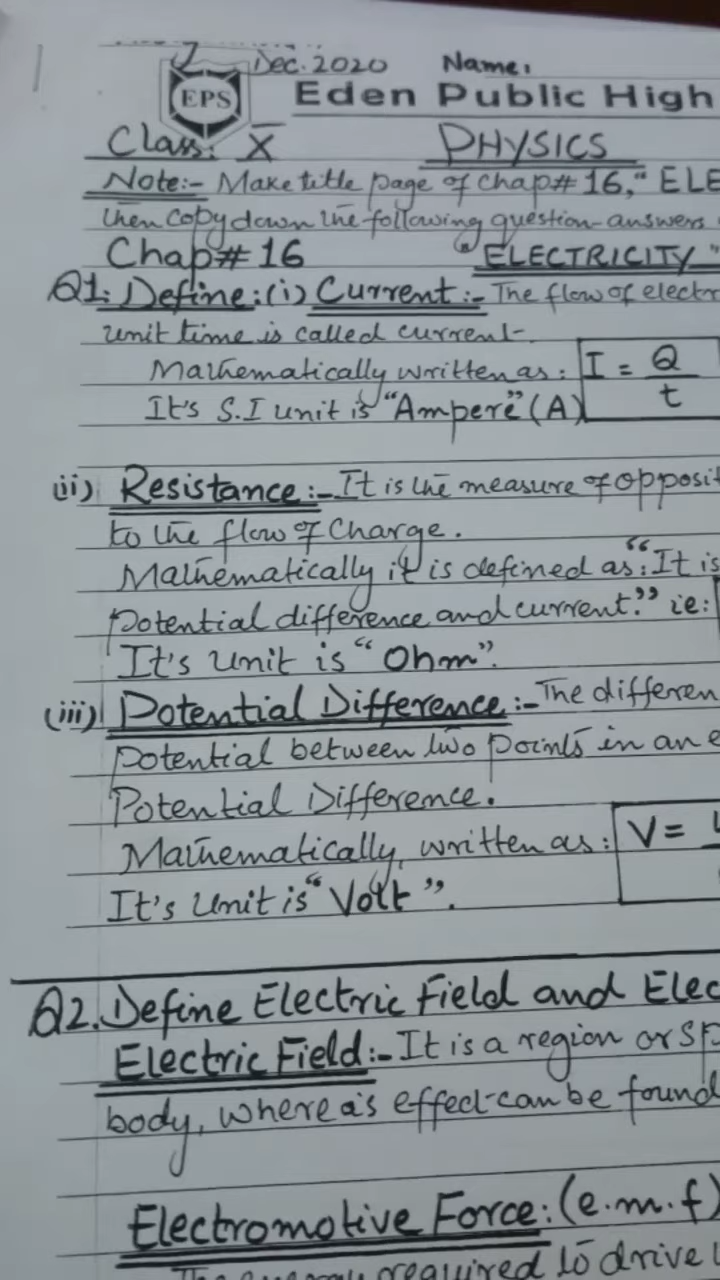 Dec. 2020 Name:
EPS Eden Public High
Class: X PHYSICS
Note:- Make title page of chap# 16, " ELE
then copy down the following question-answers
Chap# 16 "ELECTRICITY"
Q1: Define: (i) Current:- The flow of electr
unit time is called current.
Mathematically written as: I = Q/t
It's S.I unit is "Ampere" (A)
(ii) Resistance:- It is the measure of opposit
to the flow of Charge.
Mathematically it is defined as: "It is
potential difference and current." ie:
It's Unit is "Ohm".
(iii) Potential Difference:- The differen
potential between two points in an e
Potential Difference.
Mathematically, written as: V =
It's Unit is "Volt".
Q2. Define Electric Field and Elec
Electric Field:- It is a region or sp
body, where as effect can be found
Electromotive Force: (e.m.f)
The energy required to drive